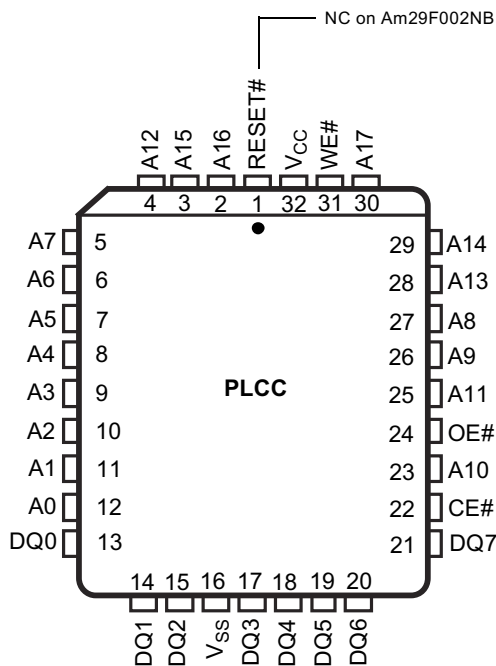 NC on Am29F002NB
A12 A15 A16 RESET# VCC WE# A17
4 3 2 1 32 31 30
A7 5 29 A14
A6 6 28 A13
A5 7 27 A8
A4 8 26 A9
A3 9 PLCC 25 A11
A2 10 24 OE#
A1 11 23 A10
A0 12 22 CE#
DQ0 13 21 DQ7
14 15 16 17 18 19 20
DQ1 DQ2 VSS DQ3 DQ4 DQ5 DQ6